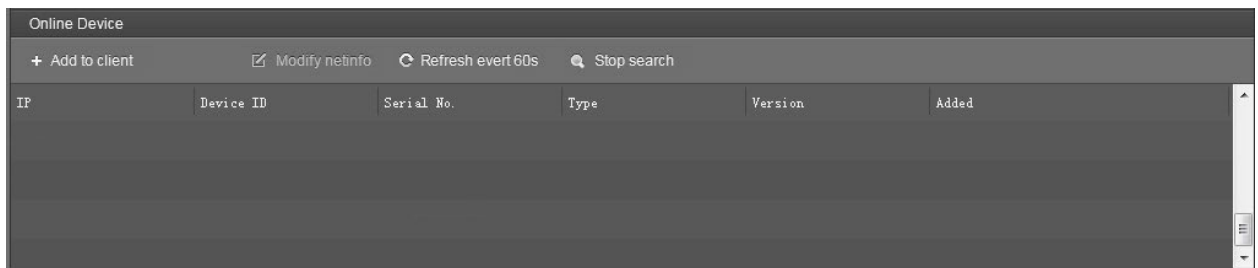 Online Device
+ Add to client Modify netinfo Refresh evert 60s Stop search
IP Device ID Serial No. Type Version Added